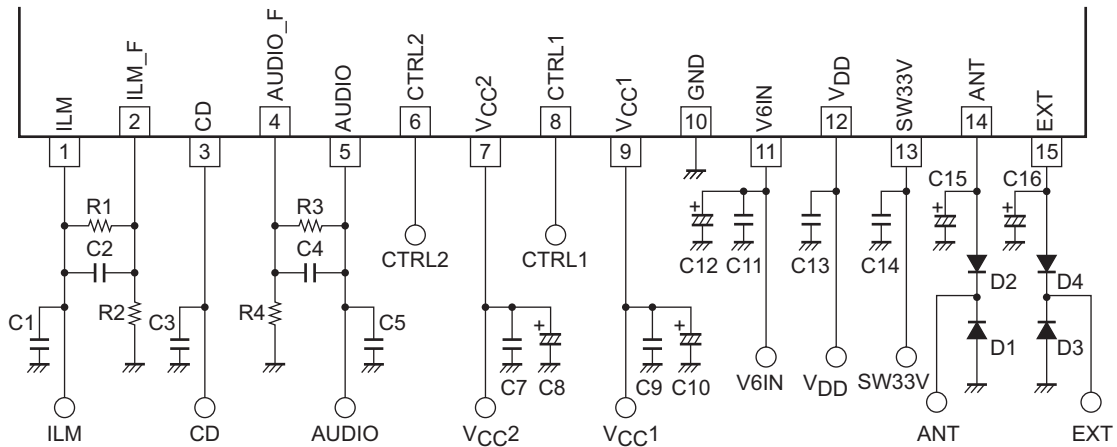 ILM
ILM_F
CD
AUDIO_F
AUDIO
CTRL2
VCC2
CTRL1
VCC1
GND
V6IN
VDD
SW33V
ANT
EXT
1
2
3
4
5
6
7
8
9
10
11
12
13
14
15
R1
C2
R2
C1
C3
R3
C4
R4
C5
CTRL2
CTRL1
C7
C8
C9
C10
C12
C11
C13
C14
C15
C16
+
+
+
+
+
D2
D4
D1
D3
ILM
CD
AUDIO
VCC2
VCC1
V6IN
VDD
SW33V
ANT
EXT